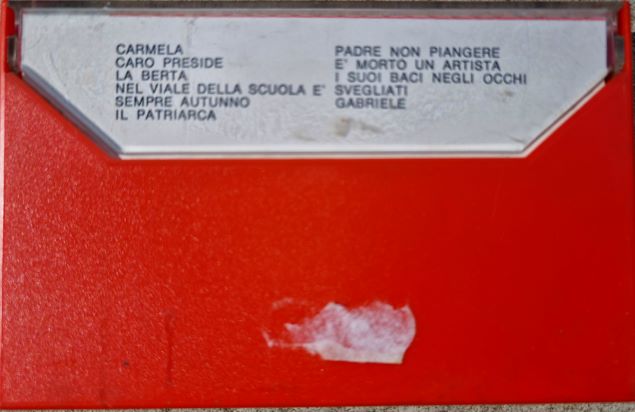 CARMELA
CARO PRESIDE
LA BERTA
NEL VIALE DELLA SCUOLA E'
SEMPRE AUTUNNO
IL PATRIARCA
PADRE NON PIANGERE
E' MORTO UN ARTISTA
I SUOI BACI NEGLI OCCHI
SVEGLIATI
GABRIELE